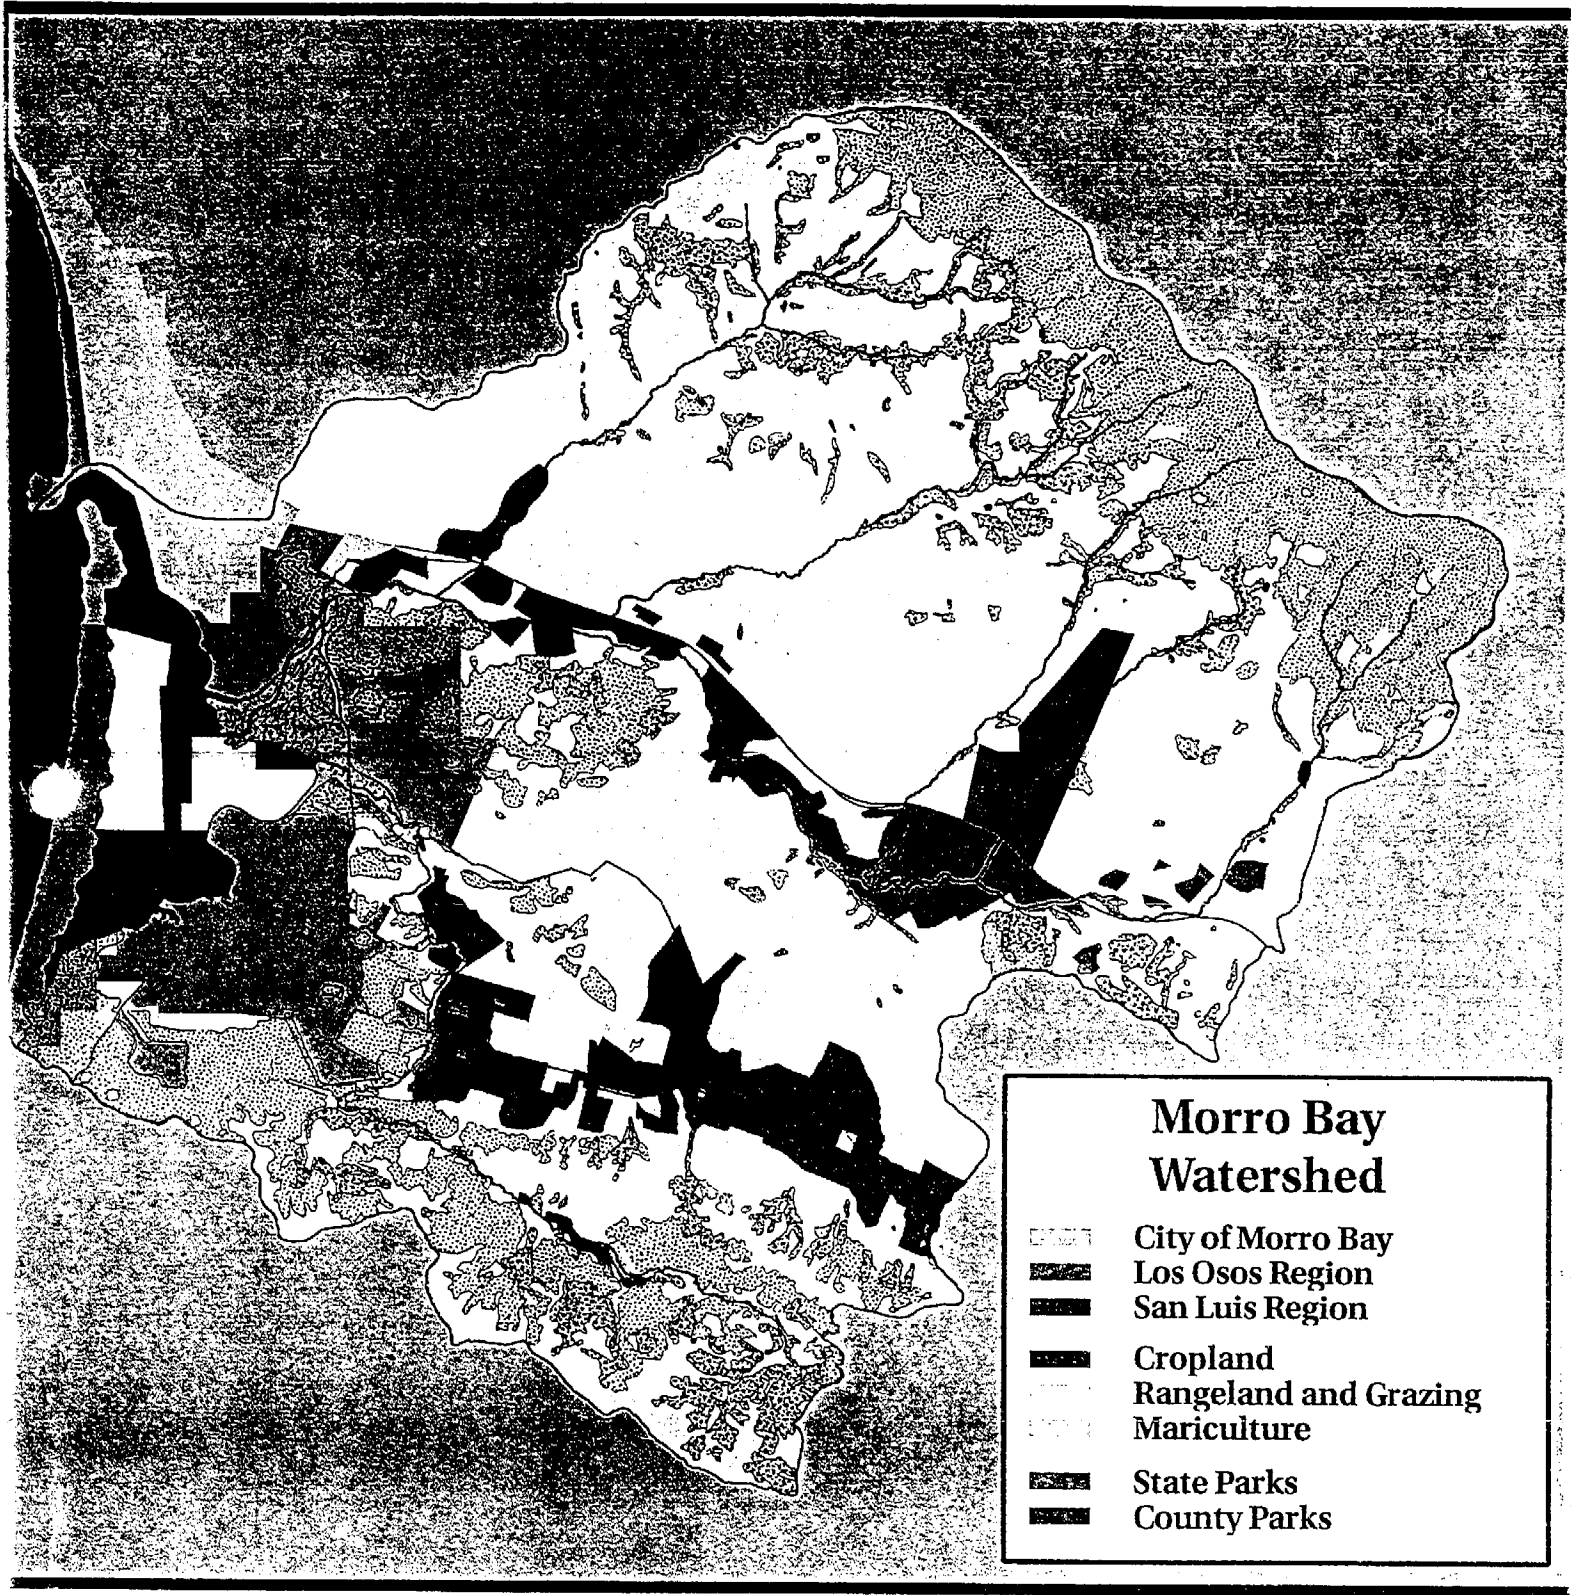 Morro Bay
Watershed
City of Morro Bay
Los Osos Region
San Luis Region
Cropland
Rangeland and Grazing
Mariculture
State Parks
County Parks